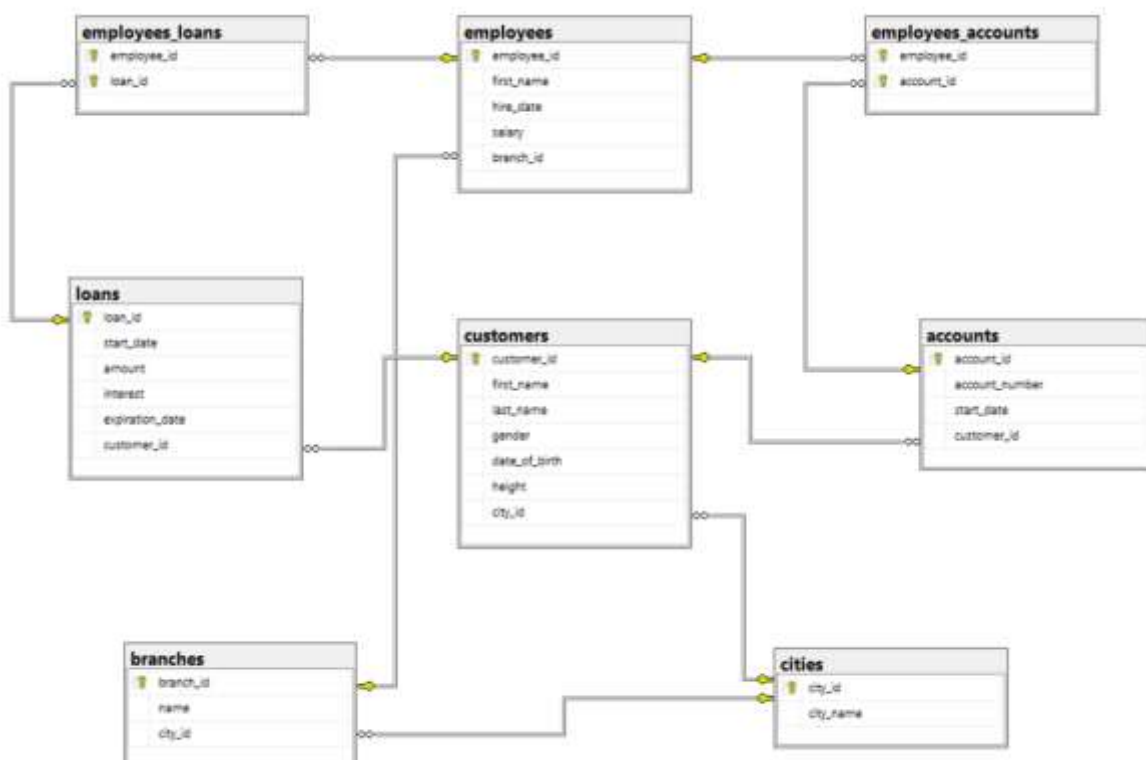 employees_loans
employee_id
loan_id
employees
employee_id
first_name
hire_date
salary
branch_id
employees_accounts
employee_id
account_id
loans
loan_id
start_date
amount
interest
expiration_date
customer_id
customers
customer_id
first_name
last_name
gender
date_of_birth
height
city_id
accounts
account_id
account_number
start_date
customer_id
branches
branch_id
name
city_id
cities
city_id
city_name